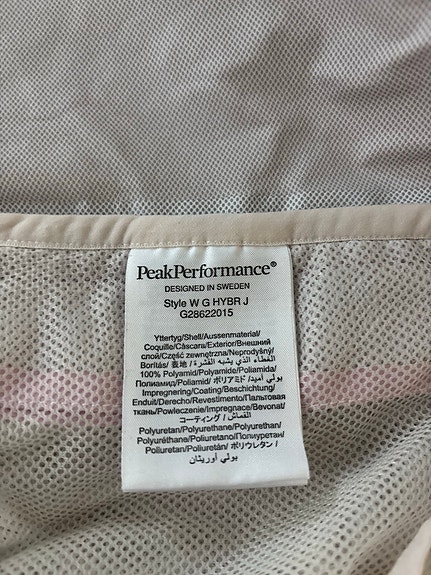 PeakPerformance®
DESIGNED IN SWEDEN
Style W G HYBR J
G28622015
Yttertyg/Shell/Aussenmaterial/
Coquille/Cáscara/Exterior/Внешний
слой/Część zewnętrzna/Neprodyšný/
Borítás/ 表地 / الغطاء الذي يشبه القشرة/
100% Polyamid/Polyamide/Poliamida/
Полиамид/Poliamid/ ポリアミド /بولي أميد/
Impregnering/Coating/Beschichtung/
Enduit/Derecho/Revestimento/Пальтовая
ткань/Powleczenie/Impregnace/Bevonat/
コーティング / القماش/
Polyuretan/Polyurethane/Polyurethan/
Polyuréthane/Poliuretano/Полиуретан/
Poliuretan/Poliuretán/ ポリウレタン /
بولي أوريثان